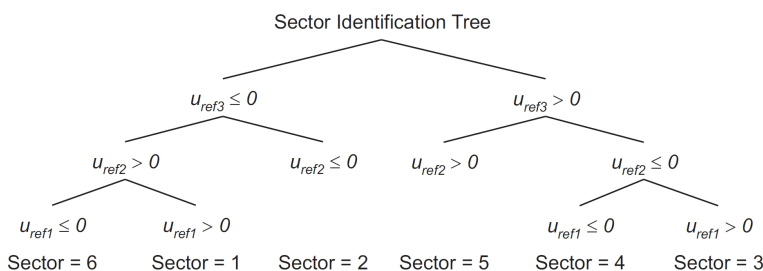 Sector Identification Tree
u_ref3 ≤ 0 u_ref3 > 0
u_ref2 > 0 u_ref2 ≤ 0 u_ref2 > 0 u_ref2 ≤ 0
u_ref1 ≤ 0 u_ref1 > 0 u_ref1 ≤ 0 u_ref1 > 0
Sector = 6 Sector = 1 Sector = 2 Sector = 5 Sector = 4 Sector = 3